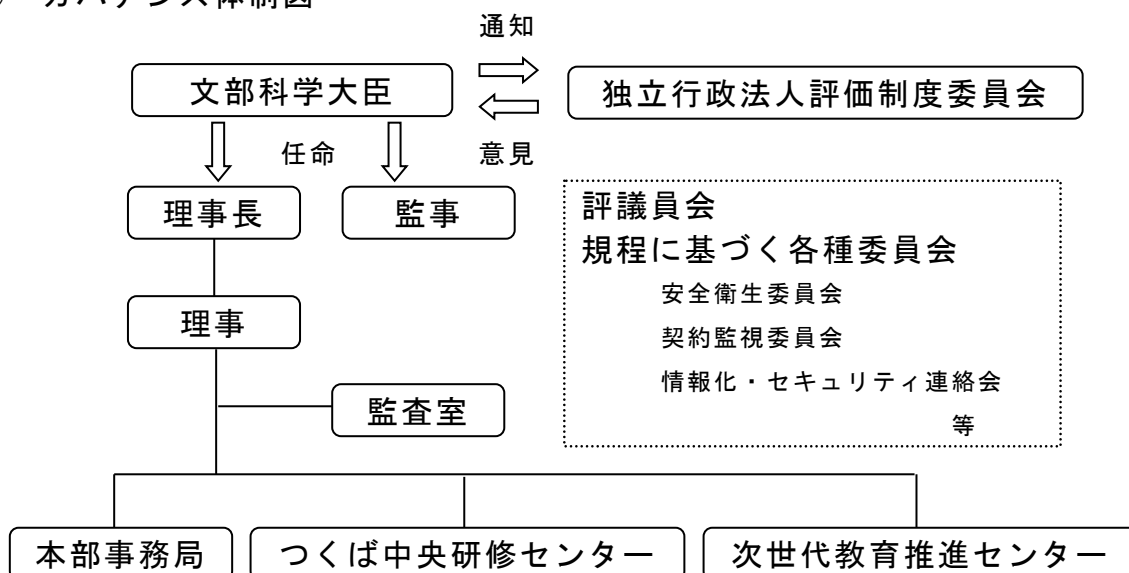 ガバナンス体制図
通知
文部科学大臣
独立行政法人評価制度委員会
任命
意見
理事長
監事
評議員会
規程に基づく各種委員会
安全衛生委員会
契約監視委員会
情報化・セキュリティ連絡会
等
理事
監査室
本部事務局
つくば中央研修センター
次世代教育推進センター